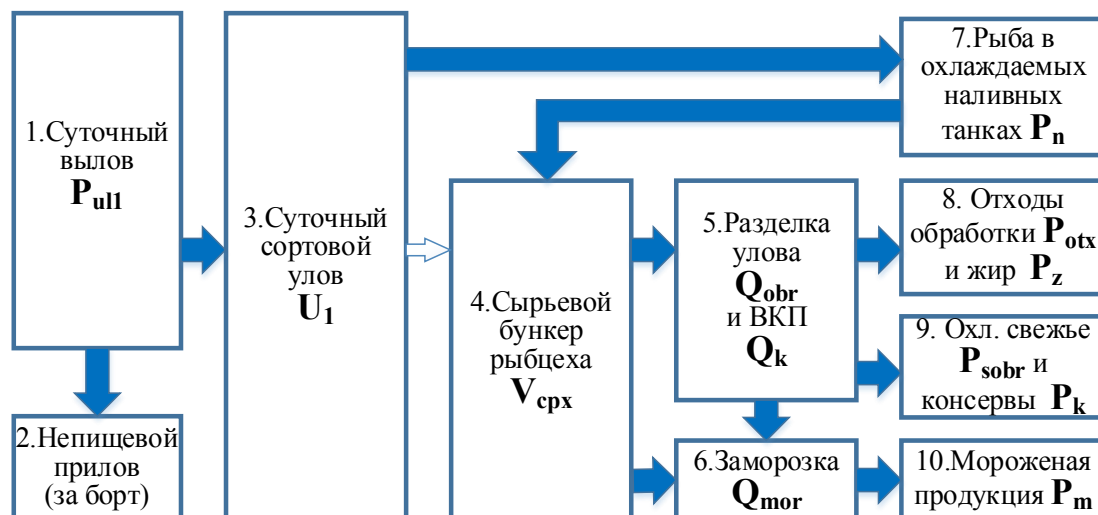 1.Суточный
вылов
Pul1
2.Непищевой
прилов
(за борт)
3.Суточный
сортовой
улов
U1
4.Сырьевой
бункер
рыбцеха
Vcpx
5.Разделка
улова
Qobr
и ВКП
Qk
6.Заморозка
Qmor
7.Рыба в
охлаждаемых
наливных
танках Pn
8. Отходы
обработки Potx
и жир Pz
9. Охл. свежье
Psobr и
консервы Pk
10.Мороженая
продукция Pm